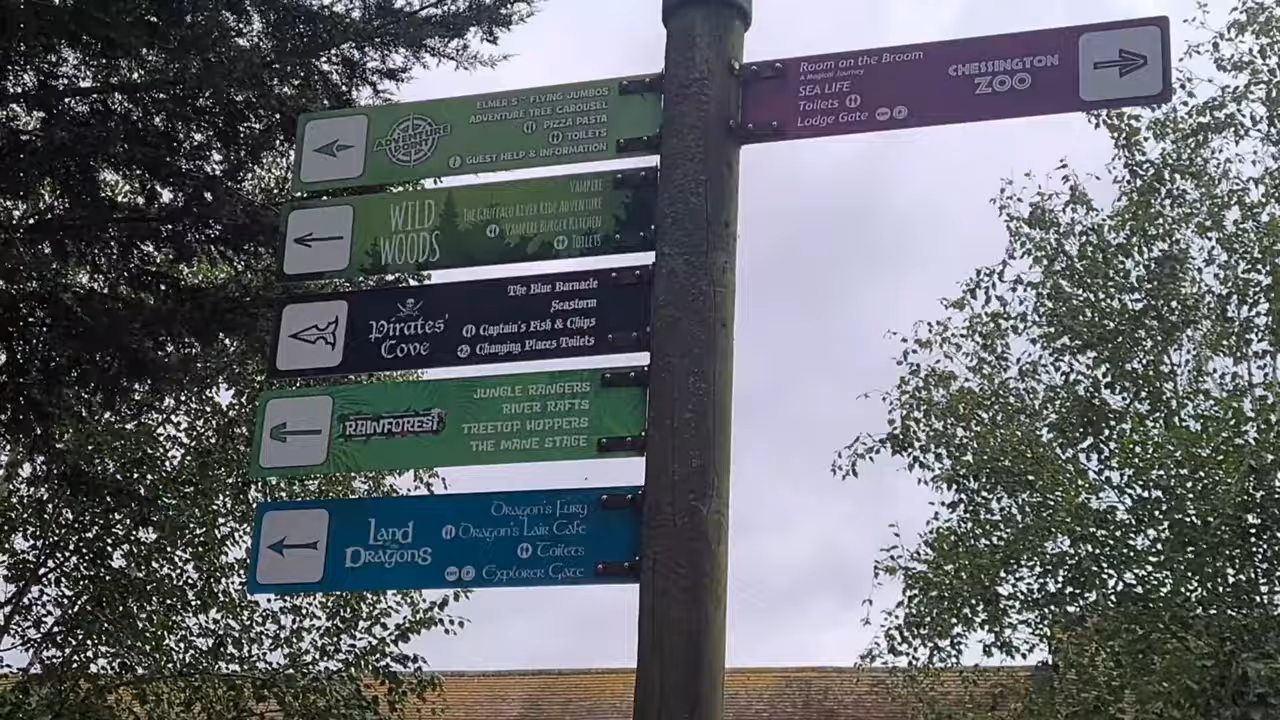 Room on the Broom
A Magical Journey
SEA LIFE
Toilets
Lodge Gate
CHESSINGTON
ZOO
ADVENTURE
POINT
ELMER'S™ FLYING JUMBOS
ADVENTURE TREE CAROUSEL
PIZZA PASTA
TOILETS
GUEST HELP & INFORMATION
WILD
WOODS
VAMPIRE
THE GRUFFALO RIVER RIDE ADVENTURE
VAMPIRE BURGER KITCHEN
TOILETS
Pirates'
Cove
The Blue Barnacle
Seastorm
Captain's Fish & Chips
Changing Places Toilets
RAINFOREST
JUNGLE RANGERS
RIVER RAFTS
TREETOP HOPPERS
THE MANE STAGE
Land
of
Dragons
Dragon's Fury
Dragon's Lair Cafe
Toilets
Explorer Gate